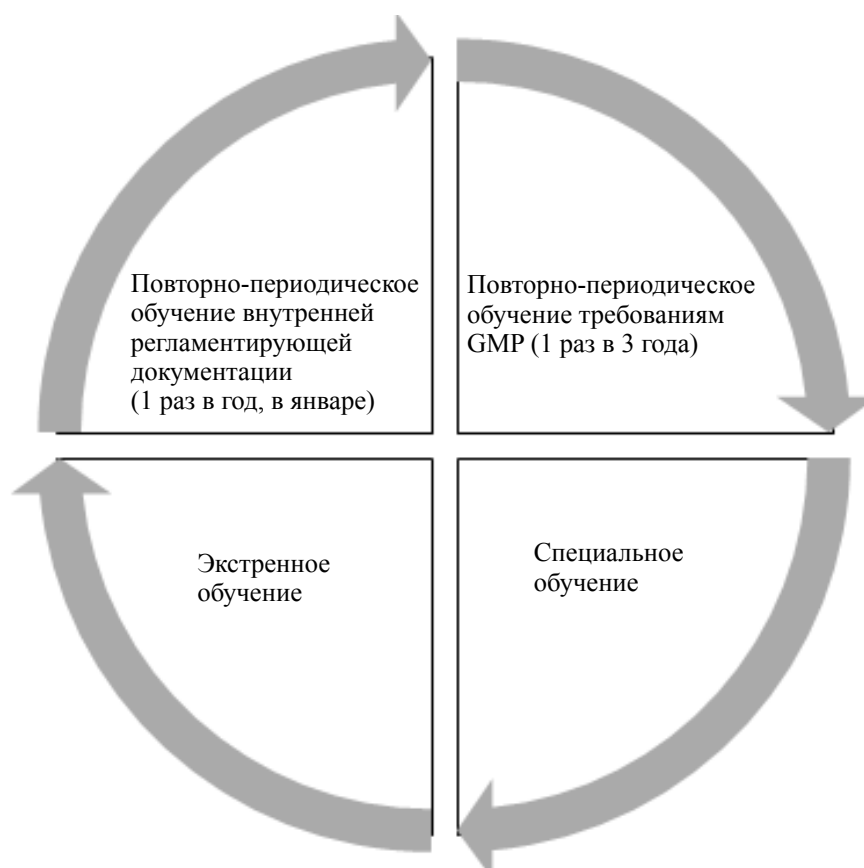 Повторно-периодическое
обучение внутренней
регламентирующей
документации
(1 раз в год, в январе)
Повторно-периодическое
обучение требованиям
GMP (1 раз в 3 года)
Экстренное
обучение
Специальное
обучение